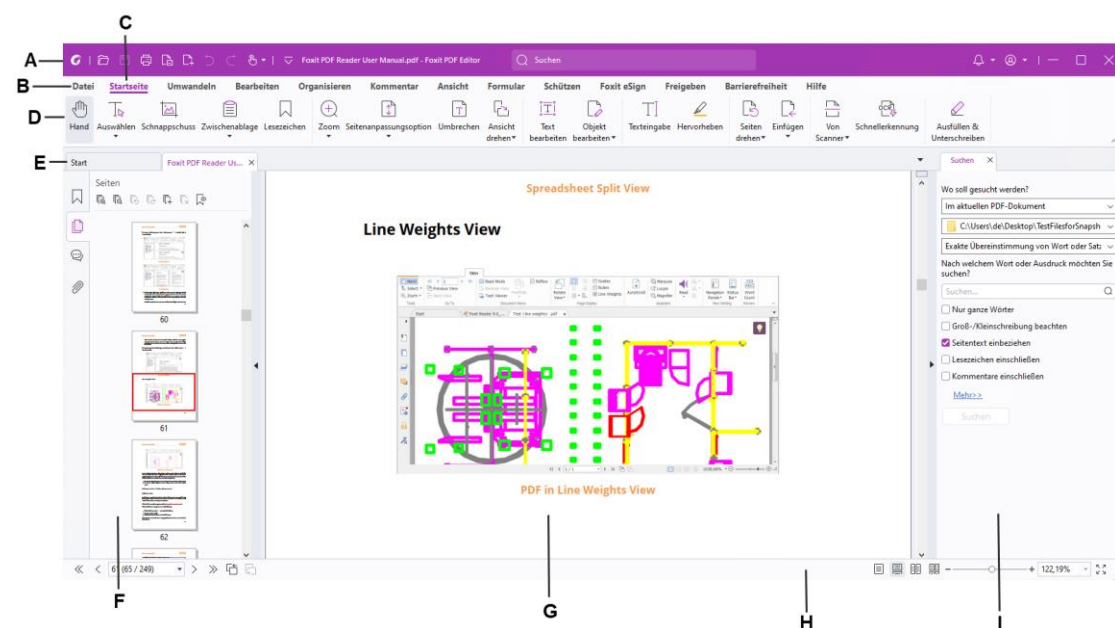 C
A
Foxit PDF Reader User Manual.pdf - Foxit PDF Editor
Suchen
B
Datei Startseite Umwandeln Bearbeiten Organisieren Kommentar Ansicht Formular Schützen Foxit eSign Freigeben Barrierefreiheit Hilfe
D
Hand Auswählen Schnappschuss Zwischenablage Lesezeichen Zoom Seitenanpassungsoption Umbrechen Ansicht drehen Text bearbeiten Objekt bearbeiten Texteingabe Hervorheben Seiten drehen Einfügen Von Scanner Schnellerkennung Ausfüllen & Unterschreiben
E
Start Foxit PDF Reader Us...
Suchen
Seiten
60
61
62
Spreadsheet Split View
Line Weights View
PDF in Line Weights View
Wo soll gesucht werden?
Im aktuellen PDF-Dokument
C:\Users\de\Desktop\TestFilesforSnapsh
Exakte Übereinstimmung von Wort oder Satz
Nach welchem Wort oder Ausdruck möchten Sie
suchen?
Suchen...
Nur ganze Wörter
Groß-/Kleinschreibung beachten
Seitentext einbeziehen
Lesezeichen einschließen
Kommentare einschließen
Mehr>>
Suchen
61 (65 / 249)
122,19%
F
G
H
I